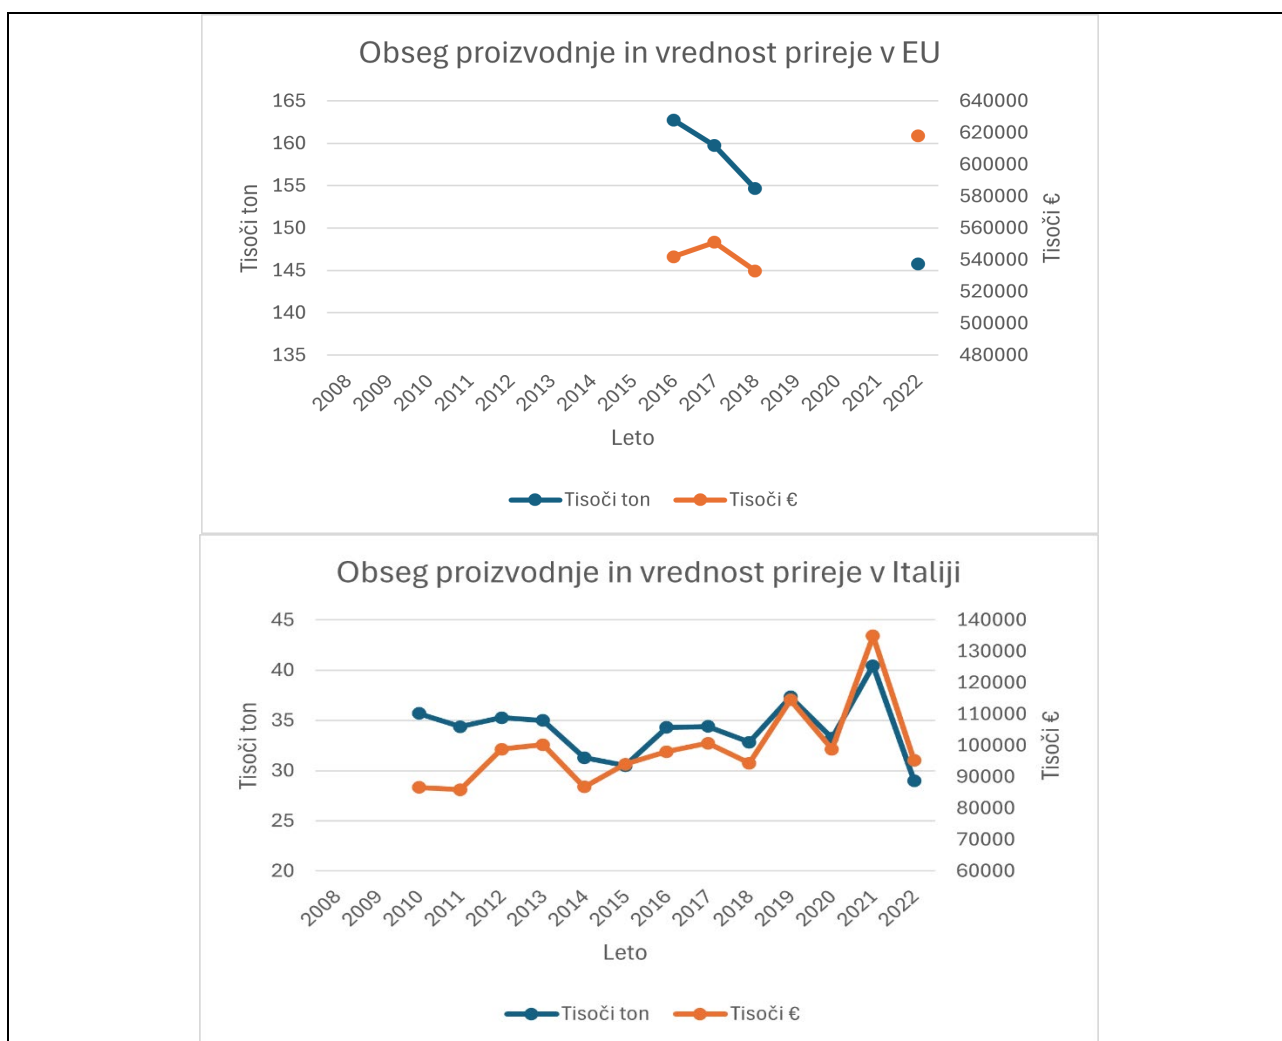 Obseg proizvodnje in vrednost prireje v EU
165
160
155
150
145
140
135
Tisoči ton
640000
620000
600000
580000
560000
540000
520000
500000
480000
Tisoči €
2008 2009 2010 2011 2012 2013 2014 2015 2016 2017 2018 2019 2020 2021 2022
Leto
Tisoči ton Tisoči €
Obseg proizvodnje in vrednost prireje v Italiji
45
40
35
30
25
20
Tisoči ton
140000
130000
120000
110000
100000
90000
80000
70000
60000
Tisoči €
2008 2009 2010 2011 2012 2013 2014 2015 2016 2017 2018 2019 2020 2021 2022
Leto
Tisoči ton Tisoči €